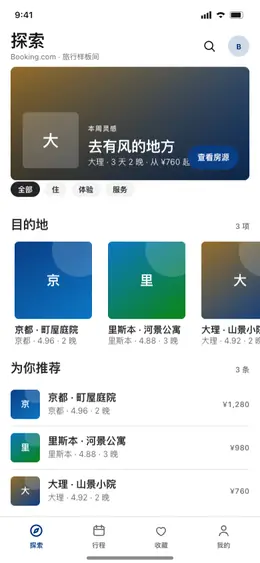 9:41
探索
Booking.com · 旅行样板间
B
大
本周灵感
去有风的地方
大理 · 3 天 2 晚 · 从 ¥760 起
查看房源
全部
住
体验
服务
目的地
3 项
京
里
大
京都 · 町屋庭院
里斯本 · 河景公寓
大理 · 山景小院
京都 · 4.96 · 2 晚
里斯本 · 4.88 · 3 晚
大理 · 4.92 · 2 晚
为你推荐
3 条
京
京都 · 町屋庭院
京都 · 4.96 · 2 晚
¥1,280
里
里斯本 · 河景公寓
里斯本 · 4.88 · 3 晚
¥980
大
大理 · 山景小院
大理 · 4.92 · 2 晚
¥760
探索
行程
收藏
我的